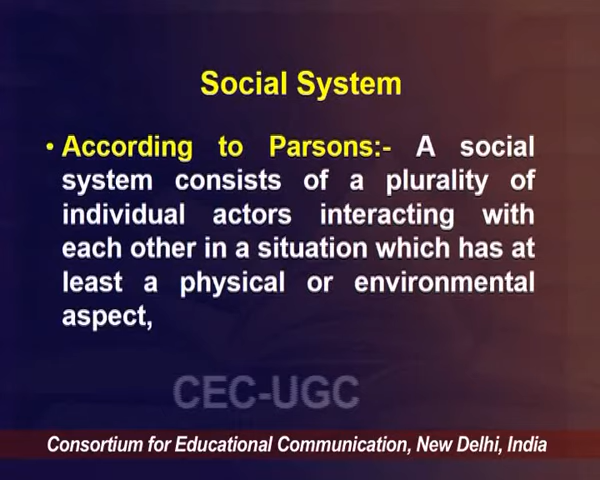 Social System
• According to Parsons:- A social
system consists of a plurality of
individual actors interacting with
each other in a situation which has at
least a physical or environmental
aspect,
CEC-UGC
Consortium for Educational Communication, New Delhi, India